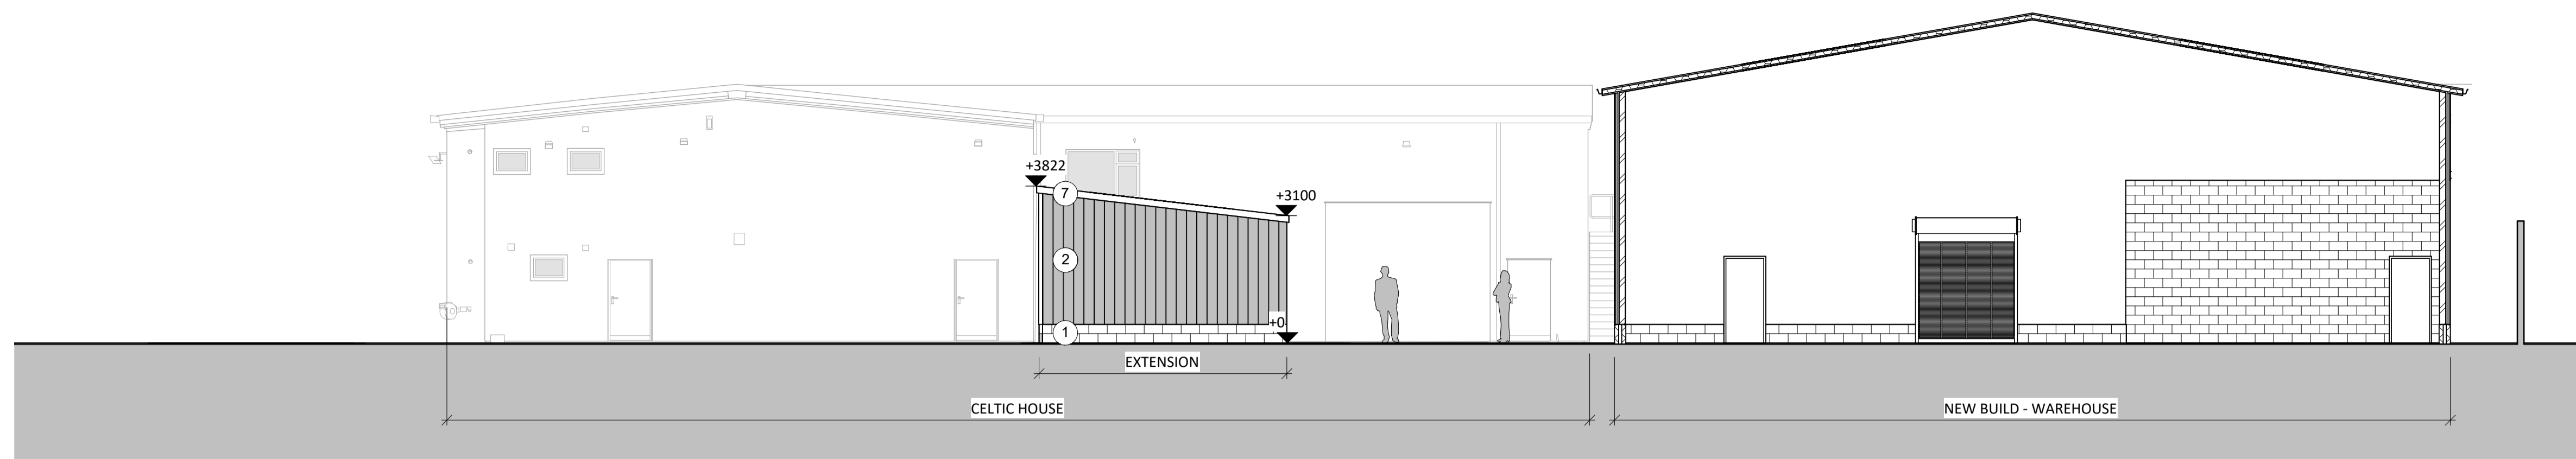 +3822
7
+3100
2
+0
1
EXTENSION
CELTIC HOUSE
NEW BUILD - WAREHOUSE